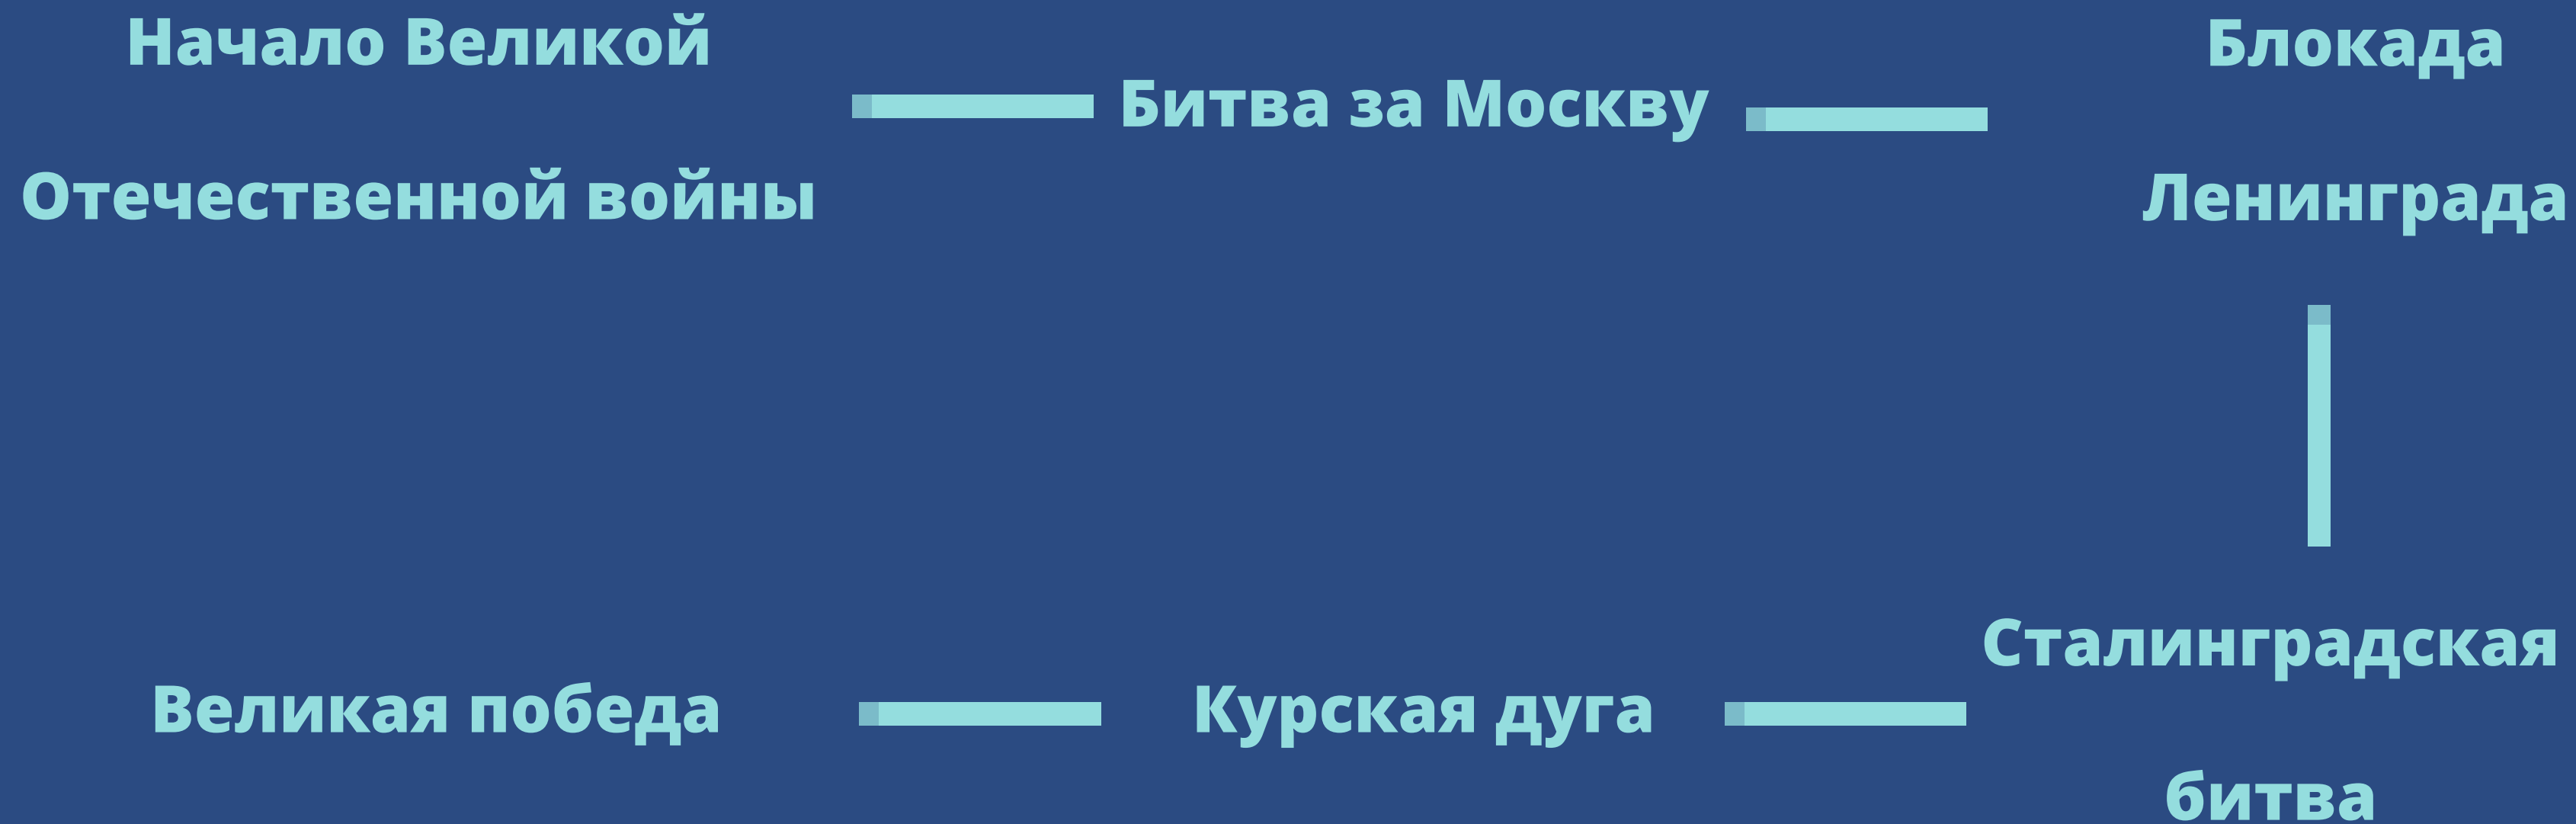 Начало Великой
Отечественной войны
Битва за Москву
Блокада
Ленинграда
Сталинградская
битва
Курская дуга
Великая победа